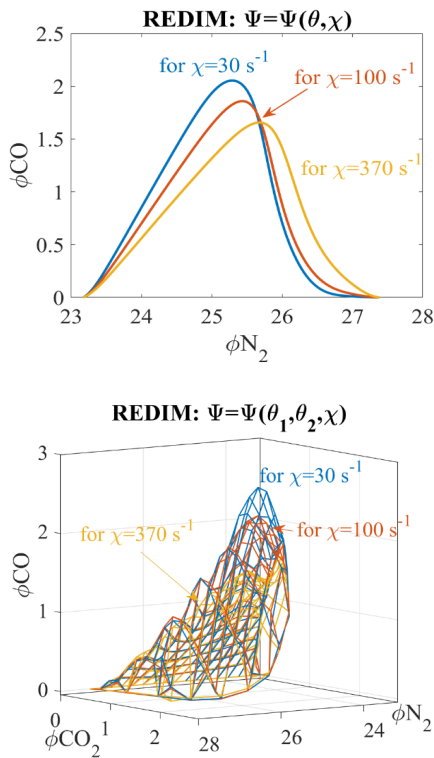 REDIM: Ψ=Ψ(θ,χ)
for χ=30 s⁻¹
for χ=100 s⁻¹
for χ=370 s⁻¹
ϕCO
2.5
2
1.5
1
0.5
0
23 24 25 26 27 28
ϕN₂
REDIM: Ψ=Ψ(θ₁,θ₂,χ)
for χ=30 s⁻¹
for χ=100 s⁻¹
for χ=370 s⁻¹
ϕCO
3
2
1
0
0 1 2
ϕCO₂
28 26 24
ϕN₂